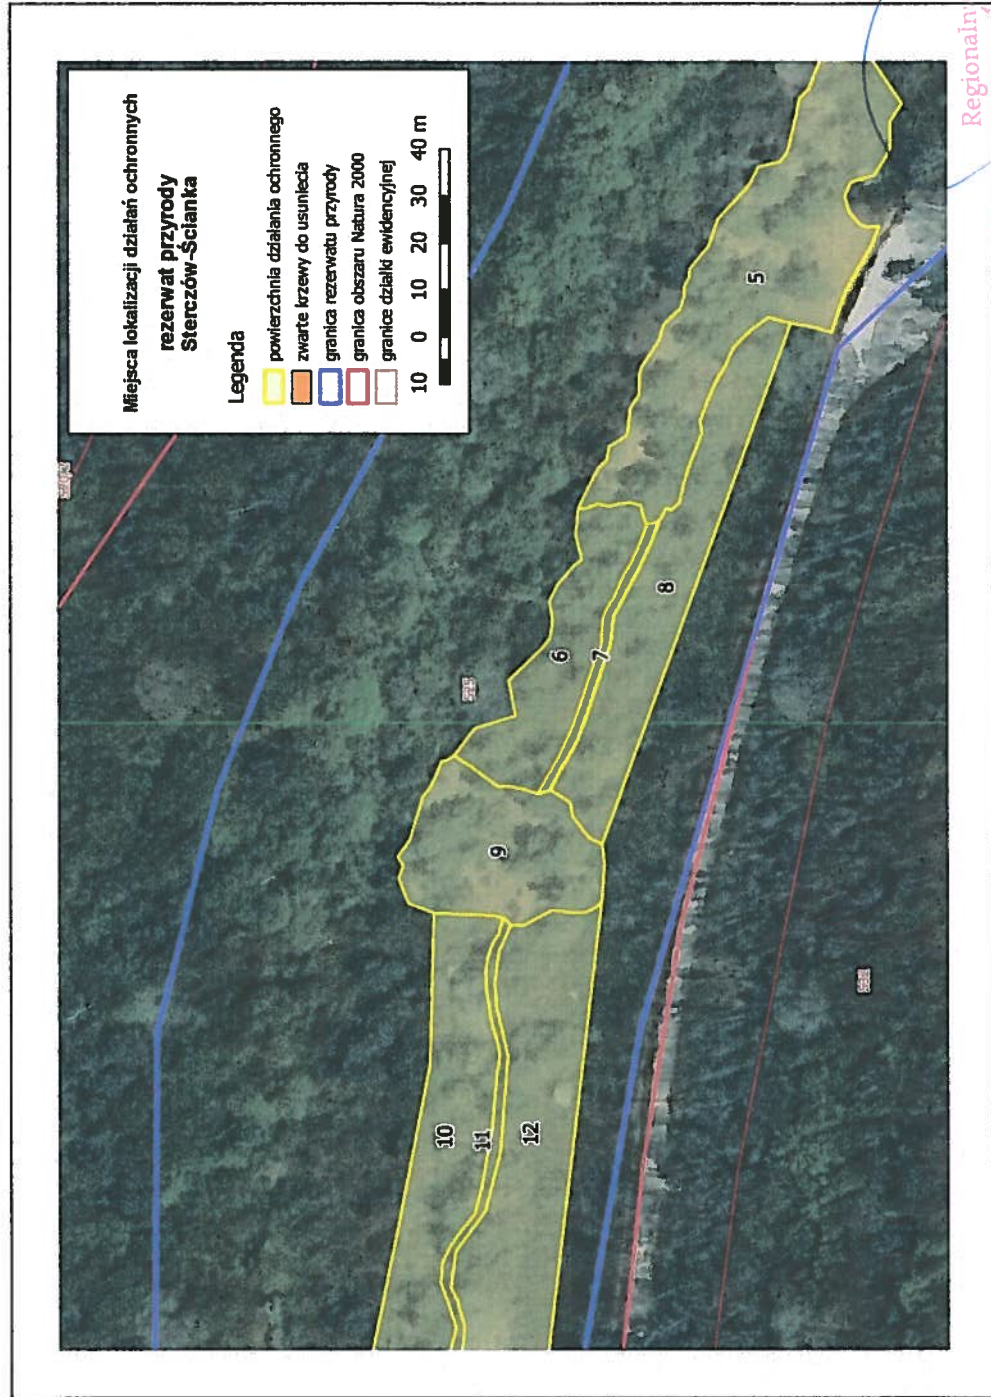 Miejsca lokalizacji działań ochronnych
rezerwat przyrody
Sterczów-Ścianka
Legenda
powierzchnia działania ochronnego
zwarte krzewy do usuniecia
granica rezerwatu przyrody
granica obszaru Natura 2000
granice działki ewidencyjnej
10 0 10 20 30 40 m
5
6
7
8
9
10
11
12
Regionaln